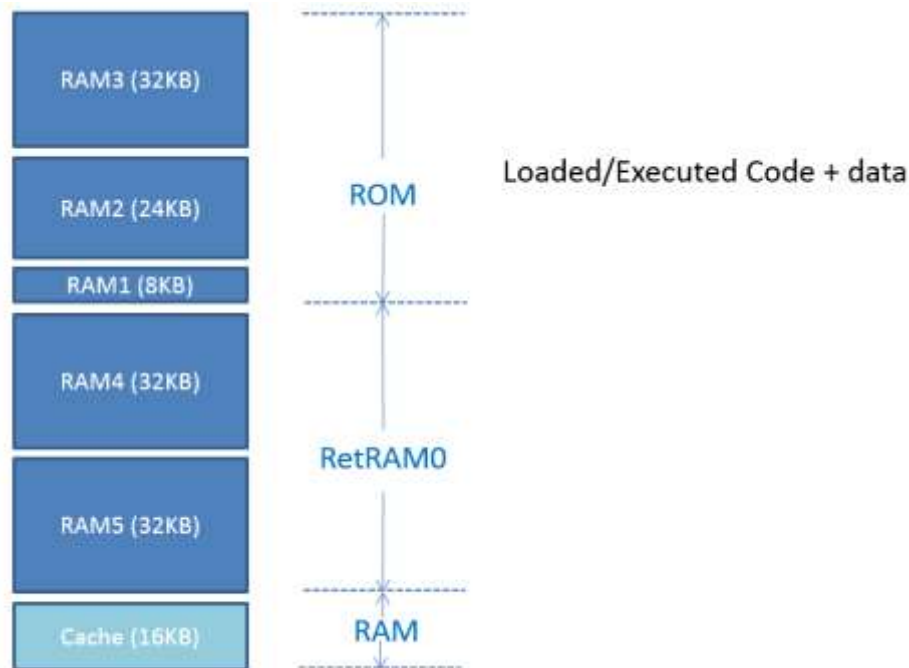 RAM3 (32KB)
Loaded/Executed Code + data
RAM2 (24KB)
ROM
RAM1 (8KB)
RAM4 (32KB)
RetRAM0
RAM5 (32KB)
Cache (16KB)
RAM